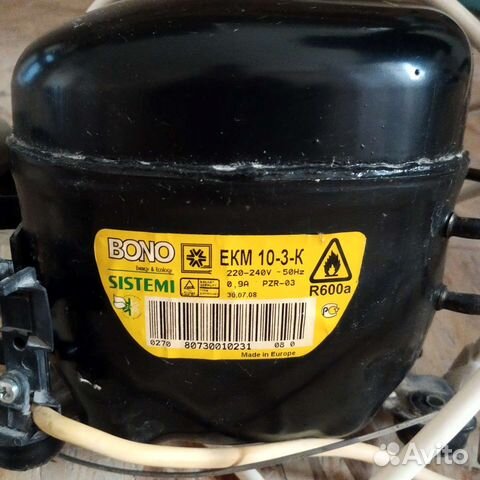 BONO
Energy & Ecology
SISTEMI
EKM 10-3-K
220-240V ~50Hz
0,9A PZR-03
30.07.08
R600a
0270 80730010231 08 0
Made in Europe
Avito